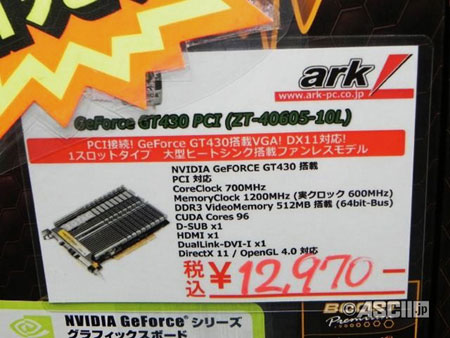 ark
www.ark-pc.co.jp
GeForce GT430 PCI (ZT-40605-10L)
PCI接続! GeForce GT430搭載VGA! DX11対応!
1スロットタイプ 大型ヒートシンク搭載ファンレスモデル
NVIDIA GeFORCE GT430 搭載
PCI 対応
CoreClock 700MHz
MemoryClock 1200MHz (実クロック 600MHz)
DDR3 VideoMemory 512MB 搭載 (64bit-Bus)
CUDA Cores 96
D-SUB x1
HDMI x1
DualLink-DVI-I x1
DirectX 11 / OpenGL 4.0 対応
税込 ¥12,970-
NVIDIA GeForce® シリーズ
グラフィックスボード
Premium
©ASCII.jp